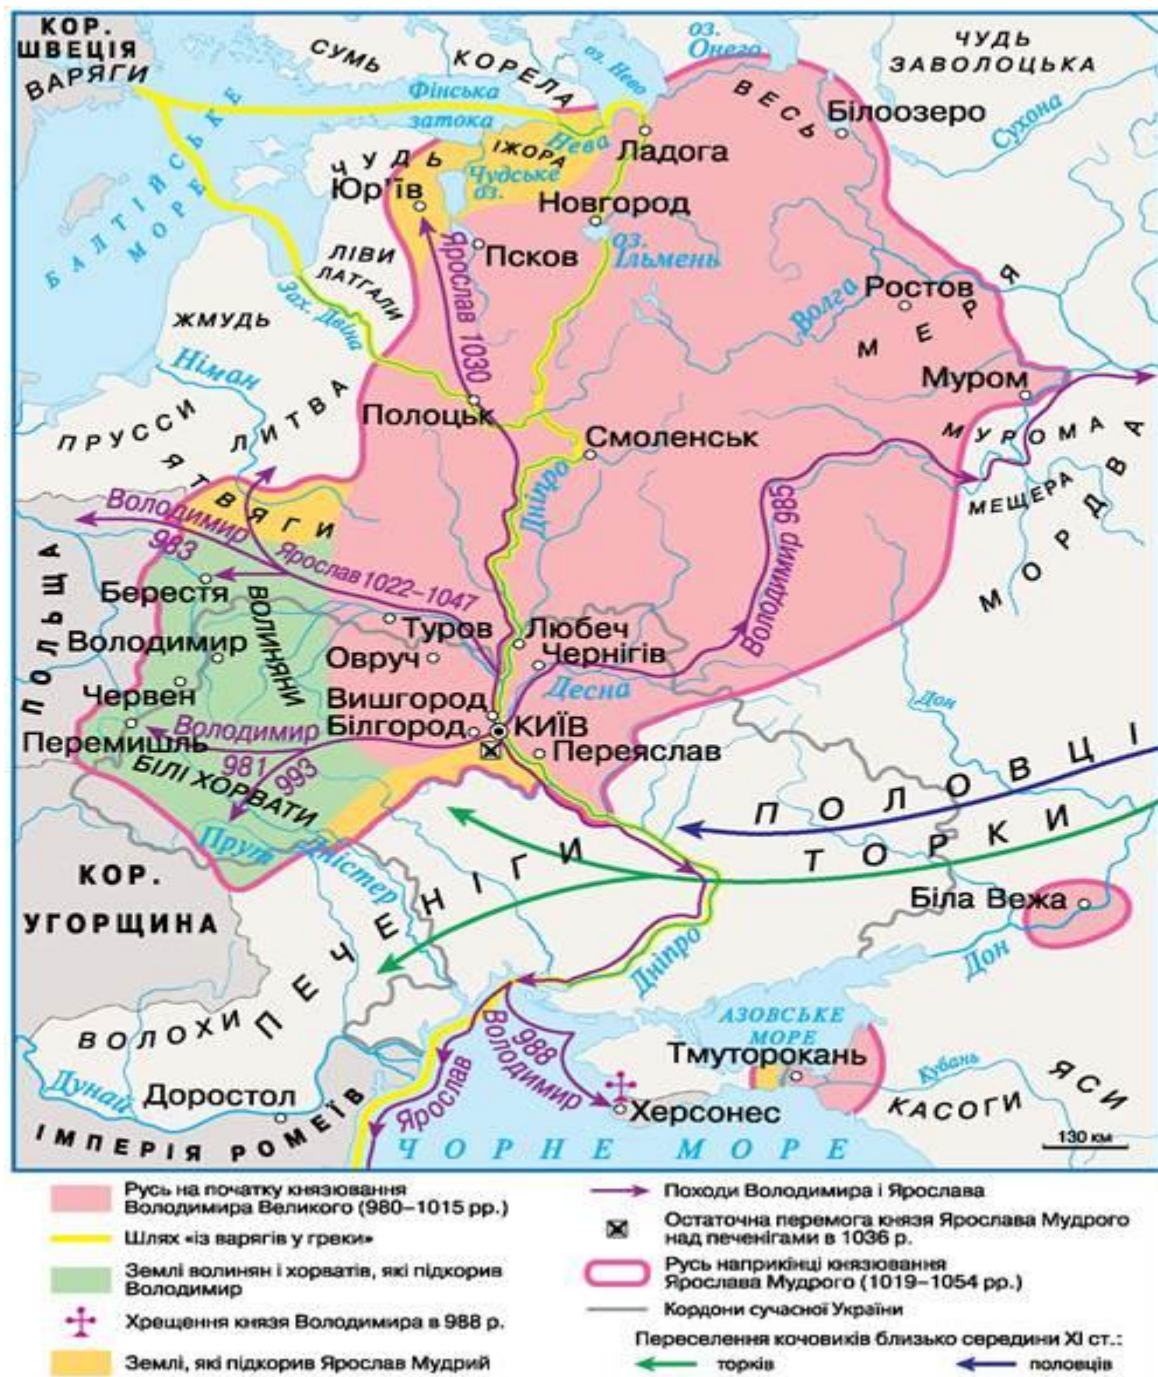 КОР.
ШВЕЦІЯ
ВАРЯГИ
СУМЬ
КОРЕЛА
оз. Нево
оз.
Онего
ЧУДЬ
ЗАВОЛОЦЬКА
Сухона
ВЕСЬ
Білоозеро
Фінська
затока
Нева
Ладога
ІЖОРА
ЧУДЬ
Чудське
оз.
Юр'їв
Новгород
оз.
Ільмень
Псков
БАЛТІЙСЬКЕ
МОРЕ
ЛІВИ
ЛАТГАЛИ
Зах. Двіна
Ярослав 1030
Волга
Ростов
МЕРЯ
ЖМУДЬ
Німан
Муром
ЛИТВА
ПРУССИ
Полоцьк
Смоленськ
МУРОМА
ЯТВЯГИ
Дніпро
МЕЩЕРА
МОРДВА
Володимир
983
Володимир 985
Ярослав 1022–1047
ПОЛЬЩА
Берестя
ВОЛИНЯНИ
Туров
Любеч
Володимир
Овруч
Чернігів
Десна
Червен
Вишгород
Дон
Перемишль
Володимир
981
993
Білгород
КИЇВ
Переяслав
БІЛІ ХОРВАТИ
ПОЛОВЦІ
ТОРКИ
Прут
Дністер
КОР.
УГОРЩИНА
ПЕЧЕНІГИ
Біла Вежа
Дон
Дніпро
ВОЛОХИ
АЗОВСЬКЕ
МОРЕ
Тмуторокань
Кубань
ЯСИ
КАСОГИ
Дунай
Доростол
Ярослав
988
Володимир
Херсонес
ІМПЕРІЯ РОМЕЇВ
ЧОРНЕ МОРЕ
130 км
Русь на початку князювання
Володимира Великого (980–1015 рр.)
Шлях «із варягів у греки»
Землі волинян і хорватів, які підкорив
Володимир
Хрещення князя Володимира в 988 р.
Землі, які підкорив Ярослав Мудрий
Походи Володимира і Ярослава
Остаточна перемога князя Ярослава Мудрого
над печенігами в 1036 р.
Русь наприкінці князювання
Ярослава Мудрого (1019–1054 рр.)
Кордони сучасної України
Переселення кочовиків близько середини XI ст.:
торків
половців